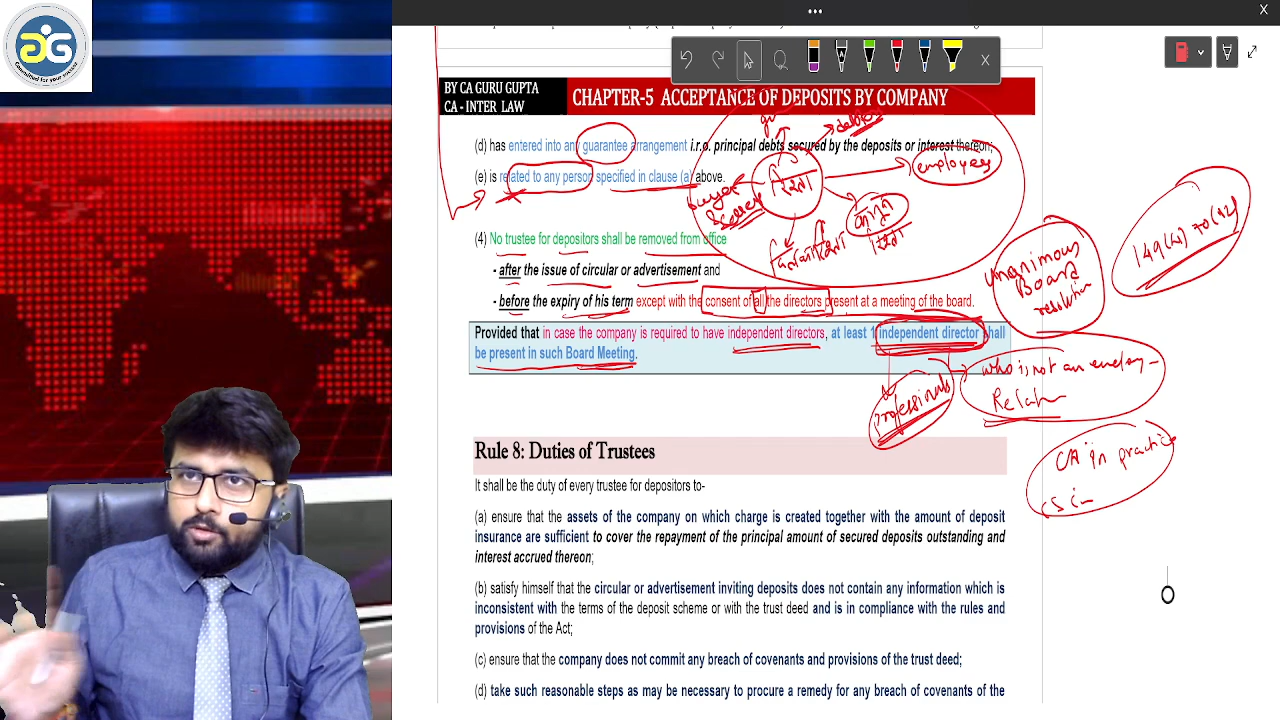 Committed for your success
X
BY CA GURU GUPTA
CA - INTER LAW
CHAPTER-5 ACCEPTANCE OF DEPOSITS BY COMPANY
(d) has entered into any guarantee arrangement i.r.o. principal debts secured by the deposits or interest thereon;
(e) is related to any person specified in clause (a) above.
employees
(4) No trustee for depositors shall be removed from office
- after the issue of circular or advertisement and
- before the expiry of his term except with the consent of all the directors present at a meeting of the board.
Unanimous
Board
resolution
149(4) to (12)
Provided that in case the company is required to have independent directors, at least 1 independent director shall
be present in such Board Meeting.
professionals
who is not an
CA in practice
CS in
Rule 8: Duties of Trustees
It shall be the duty of every trustee for depositors to-
(a) ensure that the assets of the company on which charge is created together with the amount of deposit
insurance are sufficient to cover the repayment of the principal amount of secured deposits outstanding and
interest accrued thereon;
(b) satisfy himself that the circular or advertisement inviting deposits does not contain any information which is
inconsistent with the terms of the deposit scheme or with the trust deed and is in compliance with the rules and
provisions of the Act;
(c) ensure that the company does not commit any breach of covenants and provisions of the trust deed;
(d) take such reasonable steps as may be necessary to procure a remedy for any breach of covenants of the